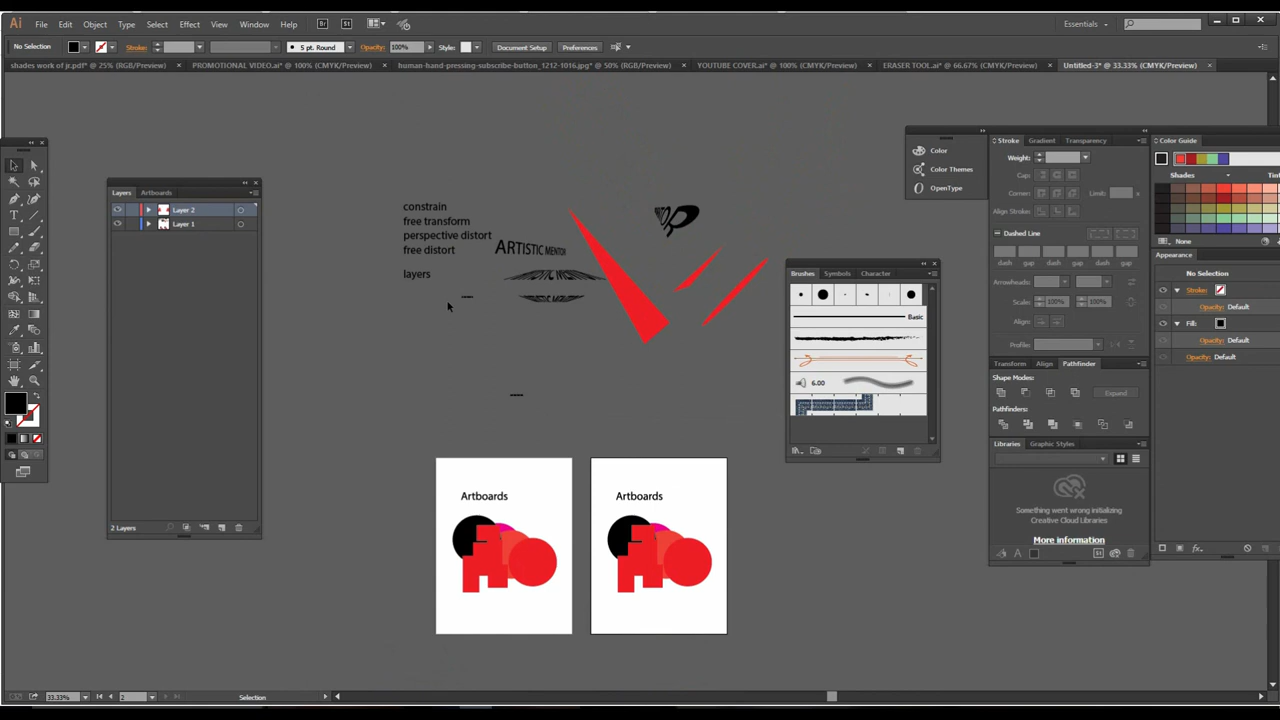 Ai File Edit Object Type Select Effect View Window Help Br St Essentials
No Selection Stroke: 5 pt. Round Opacity: 100% Style: Document Setup Preferences
shades work of jr.pdf* @ 25% (RGB/Preview) × PROMOTIONAL VIDEO.ai* @ 100% (CMYK/Preview) × human-hand-pressing-subscribe-button_1212-1016.jpg* @ 50% (RGB/Preview) × YOUTUBE COVER.ai* @ 100% (CMYK/Preview) × ERASER TOOL.ai* @ 66.67% (CMYK/Preview) × Untitled-3* @ 33.33% (CMYK/Preview) ×
Layers Artboards
Layer 2
Layer 1
2 Layers
constrain
free transform
perspective distort
free distort
layers
ARTISTIC MENTOR
Artboards
Artboards
Brushes Symbols Character
Basic
6.00
Color
Color Themes
OpenType
Stroke Gradient Transparency
Weight:
Cap:
Corner: Limit:
Align Stroke:
Dashed Line
dash gap dash gap dash gap
Arrowheads:
Scale: 100% 100%
Align:
Profile:
Transform Align Pathfinder
Shape Modes:
Expand
Pathfinders:
Libraries Graphic Styles
Something went wrong initializing
Creative Cloud Libraries
More information
St
Color Guide
Shades Tint
None
Appearance
No Selection
Stroke:
Opacity: Default
Fill:
Opacity: Default
Opacity: Default
fx
33.33% 2 Selection